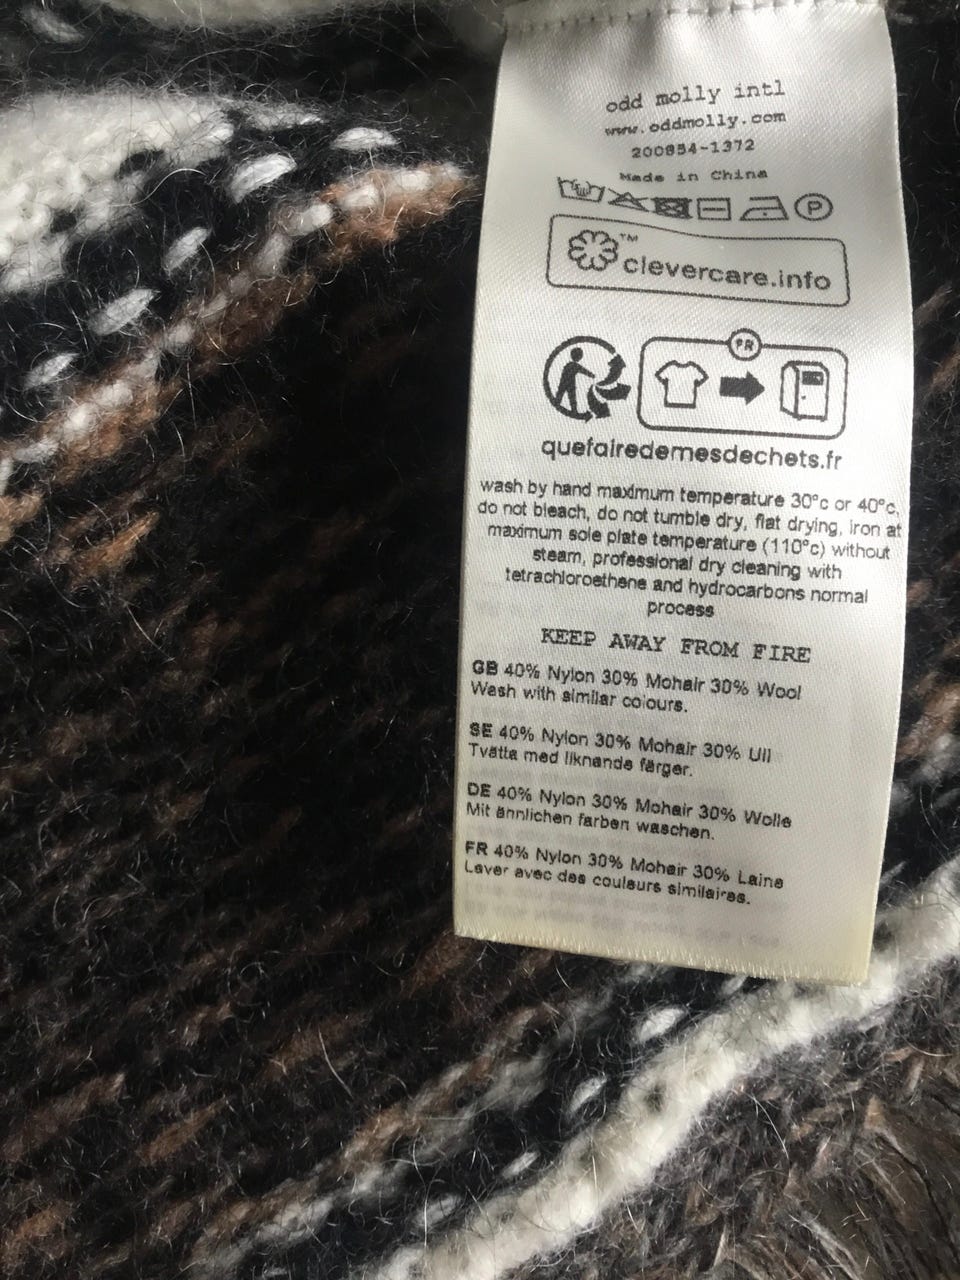 odd molly intl
www.oddmolly.com
200954-1372
Made in China
P
TM
clevercare.info
FR
quefairedemesdechets.fr
wash by hand maximum temperature 30°c or 40°c,
do not bleach, do not tumble dry, flat drying, iron at
maximum sole plate temperature (110°c) without
steam, professional dry cleaning with
tetrachloroethene and hydrocarbons normal
process
KEEP AWAY FROM FIRE
GB 40% Nylon 30% Mohair 30% Wool
Wash with similar colours.
SE 40% Nylon 30% Mohair 30% Ull
Tvätta med liknande färger.
DE 40% Nylon 30% Mohair 30% Wolle
Mit ännlichen farben waschen.
FR 40% Nylon 30% Mohair 30% Laine
Laver avec des couleurs similaires.